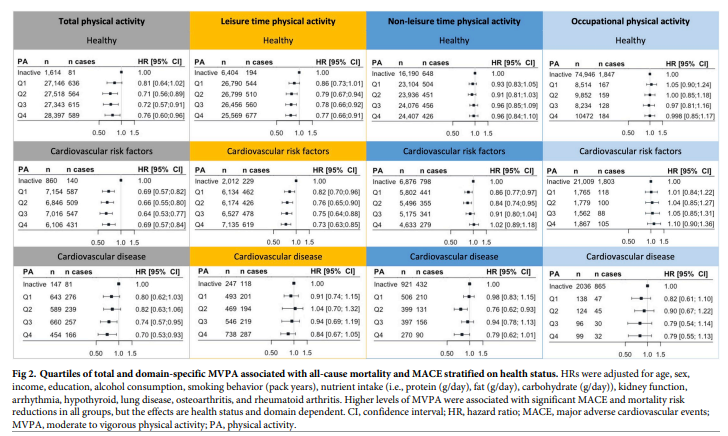 Total physical activity
Healthy
PA n n cases HR [95% CI]
Inactive 1,614 81 1.00
Q1 27,146 636 0.81 [0.64;1.02]
Q2 27,518 564 0.71 [0.56;0.89]
Q3 27,343 615 0.72 [0.57;0.91]
Q4 28,397 589 0.76 [0.60;0.96]
0.50 1.0 1.5
Leisure time physical activity
Healthy
PA n n cases HR [95% CI]
Inactive 6,404 194 1.00
Q1 26,790 544 0.86 [0.73;1.01]
Q2 26,799 510 0.79 [0.67;0.94]
Q3 26,456 560 0.78 [0.66;0.92]
Q4 25,569 677 0.77 [0.66;0.91]
0.50 1.0 1.5
Non-leisure time physical activity
Healthy
PA n n cases HR [95% CI]
Inactive 16,190 648 1.00
Q1 23,104 504 0.93 [0.83;1.05]
Q2 23,936 451 0.91 [0.81;1.03]
Q3 24,076 456 0.96 [0.85;1.09]
Q4 24,407 426 0.96 [0.84;1.10]
0.50 1.0 1.5
Occupational physical activity
Healthy
PA n n cases HR [95% CI]
Inactive 74,946 1,847 1.00
Q1 8,514 167 1.05 [0.90;1.24]
Q2 9,852 159 1.00 [0.85;1.18]
Q3 8,234 128 0.97 [0.81;1.16]
Q4 10472 184 0.998 [0.85;1.17]
0.50 1.0 1.5
Cardiovascular risk factors
PA n n cases HR [95% CI]
Inactive 860 140 1.00
Q1 7,154 587 0.69 [0.57;0.82]
Q2 6,846 509 0.66 [0.55;0.80]
Q3 7,016 547 0.64 [0.53;0.77]
Q4 6,106 431 0.69 [0.57;0.84]
0.50 1.0 1.5
Cardiovascular risk factors
PA n n cases HR [95% CI]
Inactive 2,012 229 1.00
Q1 6,134 462 0.82 [0.70;0.96]
Q2 6,174 426 0.76 [0.65;0.90]
Q3 6,527 478 0.75 [0.64;0.88]
Q4 7,135 619 0.73 [0.63;0.85]
0.50 1.0 1.5
Cardiovascular risk factors
PA n n cases HR [95% CI]
Inactive 6,876 798 1.00
Q1 5,802 441 0.86 [0.77;0.97]
Q2 5,496 355 0.84 [0.74;0.95]
Q3 5,175 341 0.91 [0.80;1.04]
Q4 4,633 279 1.02 [0.89;1.18]
0.50 1.0 1.5
Cardiovascular risk factors
PA n n cases HR [95% CI]
Inactive 21,009 1,803 1.00
Q1 1,765 118 1.01 [0.84;1.22]
Q2 1,779 100 1.04 [0.85;1.27]
Q3 1,562 88 1.05 [0.85;1.31]
Q4 1,867 105 1.10 [0.90;1.36]
0.50 1.0 1.5
Cardiovascular disease
PA n n cases HR [95% CI]
Inactive 147 81 1.00
Q1 643 276 0.80 [0.62;1.03]
Q2 589 239 0.82 [0.63;1.06]
Q3 660 257 0.74 [0.57;0.95]
Q4 454 166 0.70 [0.53;0.93]
0.50 1.0 1.5
Cardiovascular disease
PA n n cases HR [95% CI]
Inactive 247 118 1.00
Q1 493 201 0.91 [0.74; 1.15]
Q2 469 194 1.04 [0.70; 1.32]
Q3 546 219 0.94 [0.69; 1.19]
Q4 738 287 0.84 [0.67; 1.05]
0.50 1.0 1.5
Cardiovascular disease
PA n n cases HR [95% CI]
Inactive 921 432 1.00
Q1 506 210 0.98 [0.83; 1.15]
Q2 399 131 0.76 [0.62; 0.93]
Q3 397 156 0.94 [0.78; 1.13]
Q4 270 90 0.79 [0.62; 1.01]
0.50 1.0 1.5
Cardiovascular disease
PA n n cases HR [95% CI]
Inactive 2036 865 1.00
Q1 138 47 0.82 [0.61; 1.10]
Q2 124 45 0.90 [0.67; 1.22]
Q3 96 30 0.79 [0.54; 1.14]
Q4 99 32 0.79 [0.55; 1.13]
0.50 1.0 1.5
Fig 2. Quartiles of total and domain-specific MVPA associated with all-cause mortality and MACE stratified on health status. HRs were adjusted for age, sex,
income, education, alcohol consumption, smoking behavior (pack years), nutrient intake (i.e., protein (g/day), fat (g/day), carbohydrate (g/day)), kidney function,
arrhythmia, hypothyroid, lung disease, osteoarthritis, and rheumatoid arthritis. Higher levels of MVPA were associated with significant MACE and mortality risk
reductions in all groups, but the effects are health status and domain dependent. CI, confidence interval; HR, hazard ratio; MACE, major adverse cardiovascular events;
MVPA, moderate to vigorous physical activity; PA, physical activity.